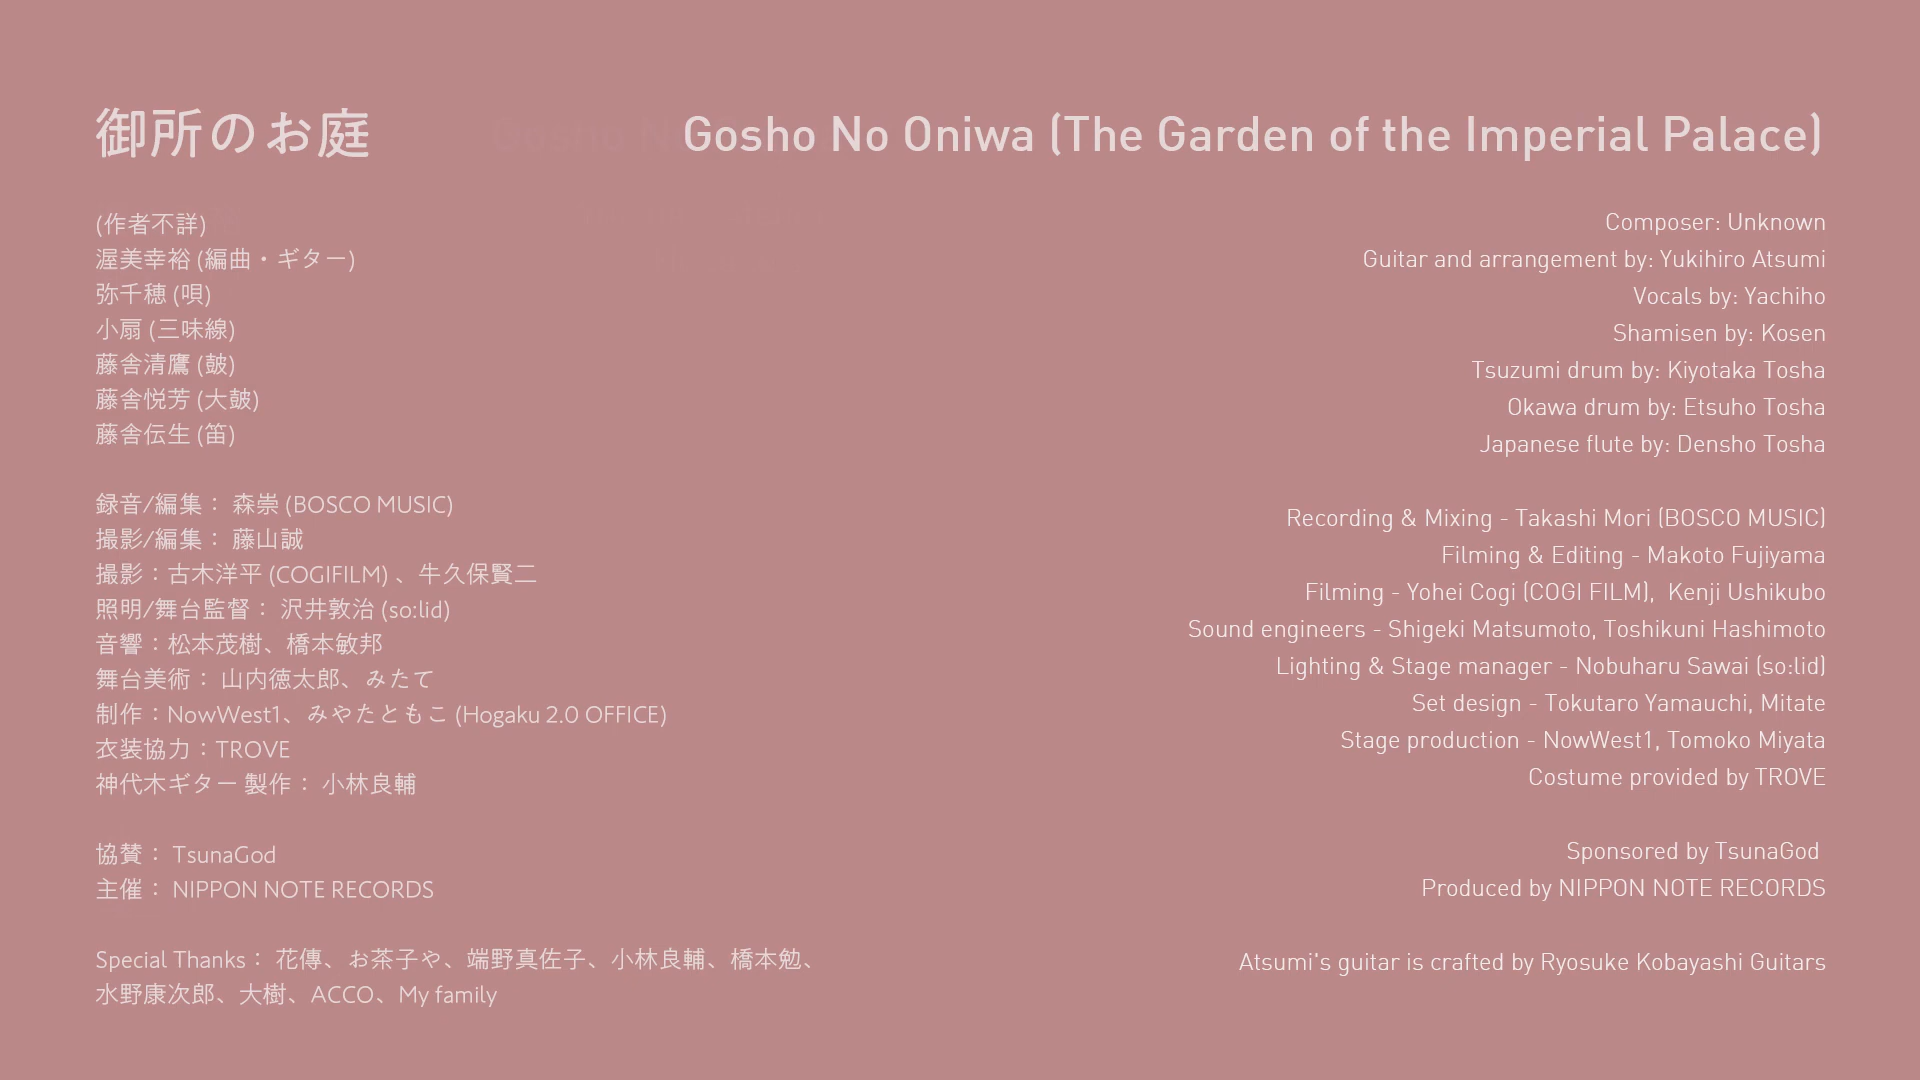 御所のお庭
(作者不詳)
渥美幸裕 (編曲・ギター)
弥千穂 (唄)
小扇 (三味線)
藤舎清鷹 (鼓)
藤舎悦芳 (大鼓)
藤舎伝生 (笛)
録音/編集： 森崇 (BOSCO MUSIC)
撮影/編集： 藤山誠
撮影：古木洋平 (COGIFILM) 、牛久保賢二
照明/舞台監督： 沢井敦治 (so:lid)
音響：松本茂樹、橋本敏邦
舞台美術： 山内徳太郎、みたて
制作：NowWest1、みやたともこ (Hogaku 2.0 OFFICE)
衣装協力：TROVE
神代木ギター 製作： 小林良輔
協賛： TsunaGod
主催： NIPPON NOTE RECORDS
Special Thanks： 花傳、お茶子や、端野真佐子、小林良輔、橋本勉、
水野康次郎、大樹、ACCO、My family
Gosho No Oniwa (The Garden of the Imperial Palace)
Composer: Unknown
Guitar and arrangement by: Yukihiro Atsumi
Vocals by: Yachiho
Shamisen by: Kosen
Tsuzumi drum by: Kiyotaka Tosha
Okawa drum by: Etsuho Tosha
Japanese flute by: Densho Tosha
Recording & Mixing - Takashi Mori (BOSCO MUSIC)
Filming & Editing - Makoto Fujiyama
Filming - Yohei Cogi (COGI FILM),  Kenji Ushikubo
Sound engineers - Shigeki Matsumoto, Toshikuni Hashimoto
Lighting & Stage manager - Nobuharu Sawai (so:lid)
Set design - Tokutaro Yamauchi, Mitate
Stage production - NowWest1, Tomoko Miyata
Costume provided by TROVE
Sponsored by TsunaGod
Produced by NIPPON NOTE RECORDS
Atsumi's guitar is crafted by Ryosuke Kobayashi Guitars